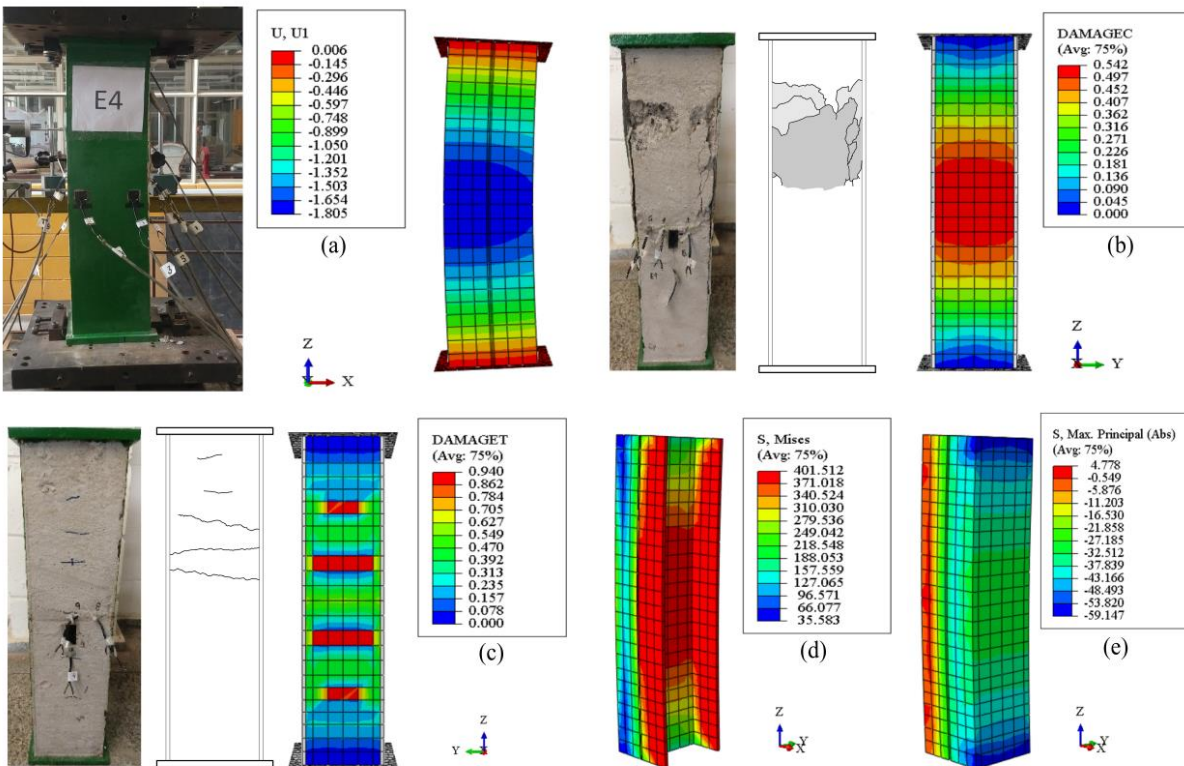 E4
U, U1
0.006
-0.145
-0.296
-0.446
-0.597
-0.748
-0.899
-1.050
-1.201
-1.352
-1.503
-1.654
-1.805
(a)
Z
X
DAMAGEC
(Avg: 75%)
0.542
0.497
0.452
0.407
0.362
0.316
0.271
0.226
0.181
0.136
0.090
0.045
0.000
(b)
Z
Y
DAMAGET
(Avg: 75%)
0.940
0.862
0.784
0.705
0.627
0.549
0.470
0.392
0.313
0.235
0.157
0.078
0.000
(c)
Z
Y
S, Mises
(Avg: 75%)
401.512
371.018
340.524
310.030
279.536
249.042
218.548
188.053
157.559
127.065
96.571
66.077
35.583
(d)
Z
Y
S, Max. Principal (Abs)
(Avg: 75%)
4.778
-0.549
-5.876
-11.203
-16.530
-21.858
-27.185
-32.512
-37.839
-43.166
-48.493
-53.820
-59.147
(e)
Z
Y